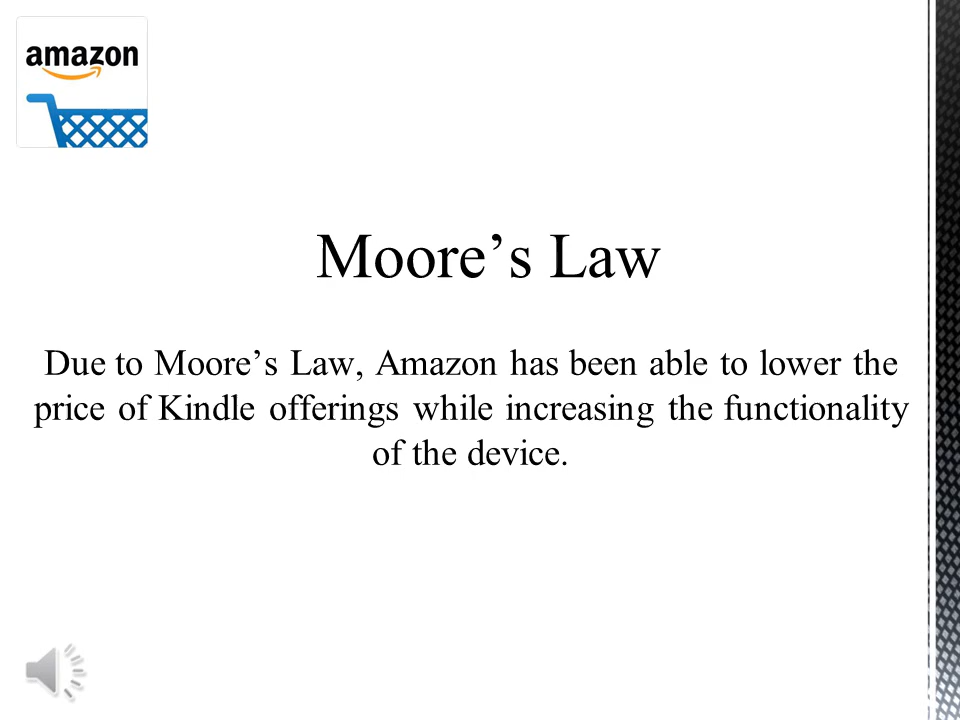 amazon
Moore’s Law
Due to Moore’s Law, Amazon has been able to lower the
price of Kindle offerings while increasing the functionality
of the device.